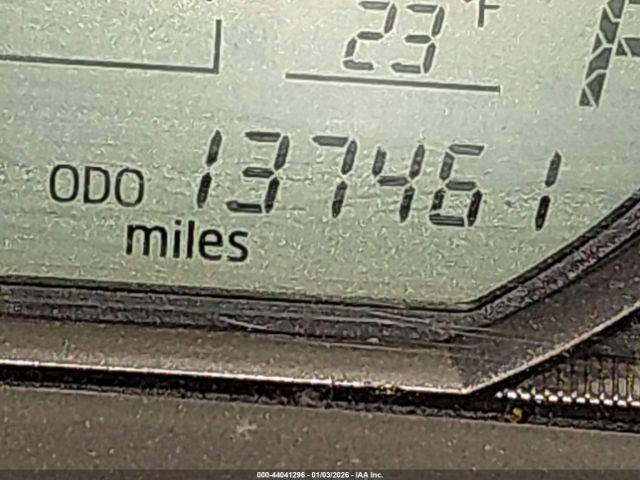 23°F
ODO 137461
miles
000-44041296 - 01/03/2026 - IAA Inc.